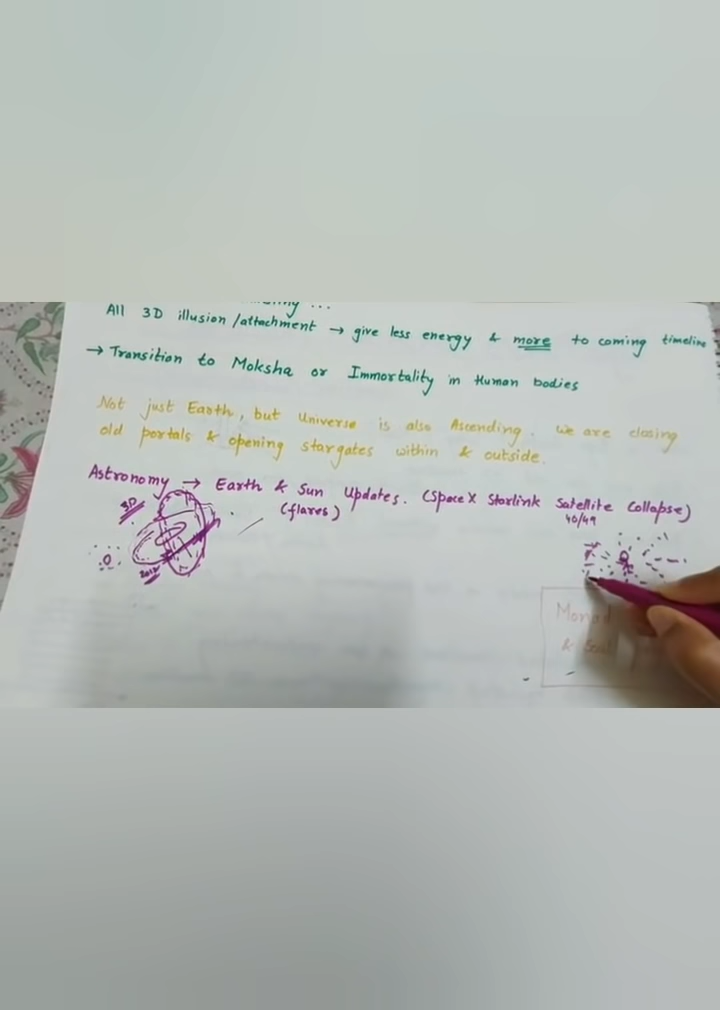 All 3D illusion/attachment → give less energy & more to coming timeline
→ Transition to Moksha or Immortality in Human bodies
Not just Earth, but Universe is also Ascending. We are closing
old portals & opening stargates within & outside.
Astronomy → Earth & Sun Updates. (SpaceX Starlink Satellite Collapse)
(flares)
40/49
3D
2012